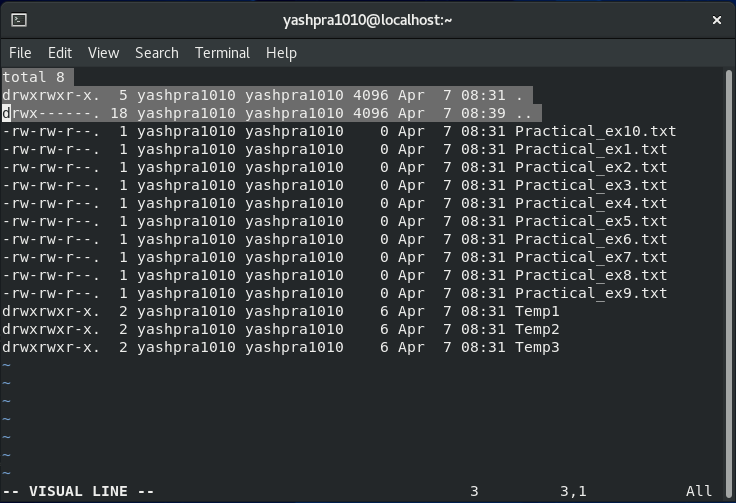 yashpra1010@localhost:~
File Edit View Search Terminal Help
total 8
drwxrwxr-x.  5 yashpra1010 yashpra1010 4096 Apr  7 08:31 .
drwx------. 18 yashpra1010 yashpra1010 4096 Apr  7 08:39 ..
-rw-rw-r--.  1 yashpra1010 yashpra1010    0 Apr  7 08:31 Practical_ex10.txt
-rw-rw-r--.  1 yashpra1010 yashpra1010    0 Apr  7 08:31 Practical_ex1.txt
-rw-rw-r--.  1 yashpra1010 yashpra1010    0 Apr  7 08:31 Practical_ex2.txt
-rw-rw-r--.  1 yashpra1010 yashpra1010    0 Apr  7 08:31 Practical_ex3.txt
-rw-rw-r--.  1 yashpra1010 yashpra1010    0 Apr  7 08:31 Practical_ex4.txt
-rw-rw-r--.  1 yashpra1010 yashpra1010    0 Apr  7 08:31 Practical_ex5.txt
-rw-rw-r--.  1 yashpra1010 yashpra1010    0 Apr  7 08:31 Practical_ex6.txt
-rw-rw-r--.  1 yashpra1010 yashpra1010    0 Apr  7 08:31 Practical_ex7.txt
-rw-rw-r--.  1 yashpra1010 yashpra1010    0 Apr  7 08:31 Practical_ex8.txt
-rw-rw-r--.  1 yashpra1010 yashpra1010    0 Apr  7 08:31 Practical_ex9.txt
drwxrwxr-x.  2 yashpra1010 yashpra1010    6 Apr  7 08:31 Temp1
drwxrwxr-x.  2 yashpra1010 yashpra1010    6 Apr  7 08:31 Temp2
drwxrwxr-x.  2 yashpra1010 yashpra1010    6 Apr  7 08:31 Temp3
~
~
~
~
~
~
~
-- VISUAL LINE -- 3 3,1 All